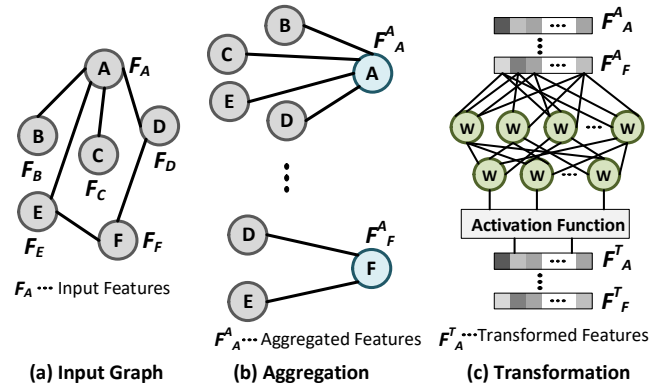 A
F_A
B
F_B
C
F_C
D
F_D
E
F_E
F
F_F
F_A ··· Input Features
(a) Input Graph
B
C
E
D
F^A_A
A
D
E
F^A_F
F
F^A_A ··· Aggregated Features
(b) Aggregation
··· F^A_A
··· F^A_F
W W W ··· W
W W ··· W
Activation Function
··· F^T_A
··· F^T_F
F^T_A ··· Transformed Features
(c) Transformation